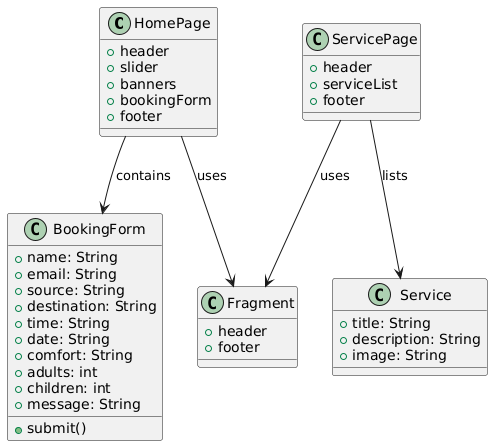 C HomePage
header
slider
banners
bookingForm
footer
C ServicePage
header
serviceList
footer
contains
uses
uses
lists
C BookingForm
name: String
email: String
source: String
destination: String
time: String
date: String
comfort: String
adults: int
children: int
message: String
submit()
C Fragment
header
footer
C Service
title: String
description: String
image: String